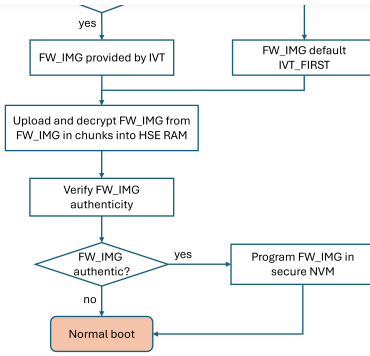 yes
FW_IMG provided by IVT
FW_IMG default
IVT_FIRST
Upload and decrypt FW_IMG from
FW_IMG in chunks into HSE RAM
Verify FW_IMG
authenticity
FW_IMG
authentic?
yes
Program FW_IMG in
secure NVM
no
Normal boot